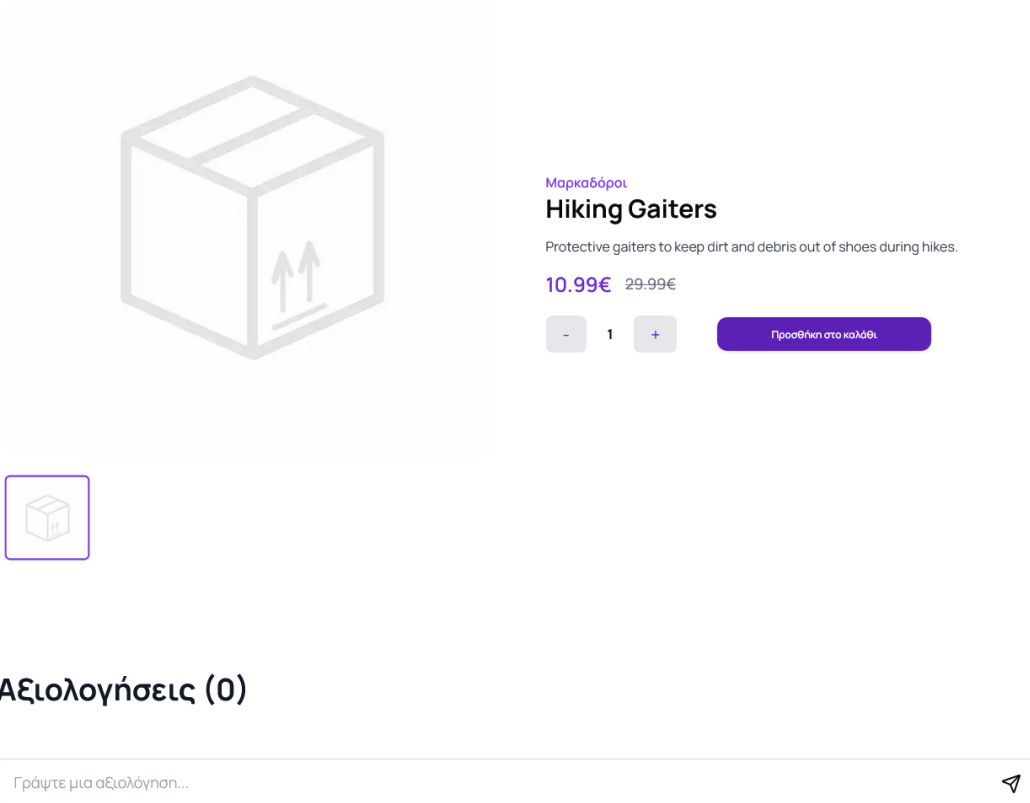 Μαρκαδόροι
Hiking Gaiters
Protective gaiters to keep dirt and debris out of shoes during hikes.
10.99€ 29.99€
- 1 + Προσθήκη στο καλάθι
Αξιολογήσεις (0)
Γράψτε μια αξιολόγηση...